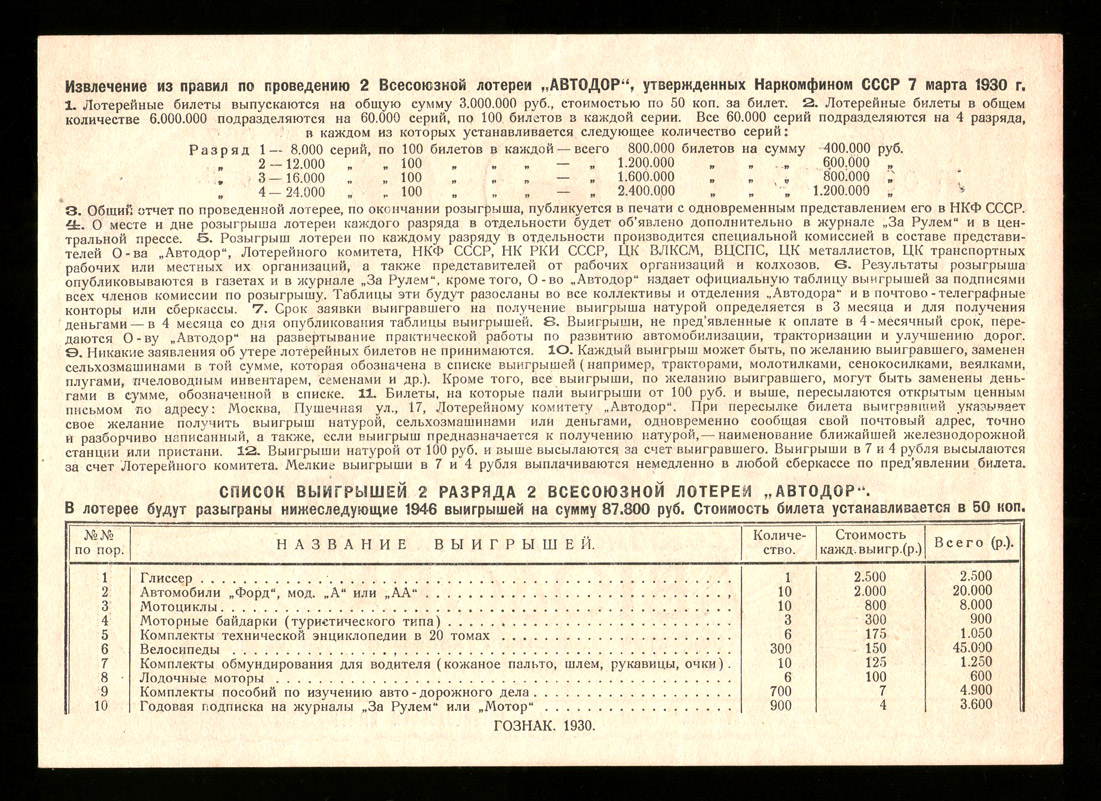 Извлечение из правил по проведению 2 Всесоюзной лотереи „АВТОДОР“, утвержденных Наркомфином СССР 7 марта 1930 г.
1. Лотерейные билеты выпускаются на общую сумму 3.000.000 руб., стоимостью по 50 коп. за билет. 2. Лотерейные билеты в общем
количестве 6.000.000 подразделяются на 60.000 серий, по 100 билетов в каждой серии. Все 60.000 серий подразделяются на 4 разряда,
в каждом из которых устанавливается следующее количество серий:
Разряд 1 — 8.000 серий, по 100 билетов в каждой — всего 800.000 билетов на сумму 400.000 руб.
„ 2 — 12.000 „ „ 100 „ „ „ — „ 1.200.000 „ „ „ 600.000 „
„ 3 — 16.000 „ „ 100 „ „ „ — „ 1.600.000 „ „ „ 800.000 „
„ 4 — 24.000 „ „ 100 „ „ „ — „ 2.400.000 „ „ „ 1.200.000 „
3. Общий отчет по проведенной лотерее, по окончании розыгрыша, публикуется в печати с одновременным представлением его в НКФ СССР.
4. О месте и дне розыгрыша лотереи каждого разряда в отдельности будет об'явлено дополнительно в журнале „За Рулем“ и в цен-
тральной прессе. 5. Розыгрыш лотереи по каждому разряду в отдельности производится специальной комиссией в составе представи-
телей О-ва „Автодор“, Лотерейного комитета, НКФ СССР, НК РКИ СССР, ЦК ВЛКСМ, ВЦСПС, ЦК металлистов, ЦК транспортных
рабочих или местных их организаций, а также представителей от рабочих организаций и колхозов. 6. Результаты розыгрыша
опубликовываются в газетах и в журнале „За Рулем“, кроме того, О-во „Автодор“ издает официальную таблицу выигрышей за подписями
всех членов комиссии по розыгрышу. Таблицы эти будут разосланы во все коллективы и отделения „Автодора“ и в почтово-телеграфные
конторы или сберкассы. 7. Срок заявки выигравшего на получение выигрыша натурой определяется в 3 месяца и для получения
деньгами — в 4 месяца со дня опубликования таблицы выигрышей. 8. Выигрыши, не пред'явленные к оплате в 4-месячный срок, пере-
даются О-ву „Автодор“ на развертывание практической работы по развитию автомобилизации, тракторизации и улучшению дорог.
9. Никакие заявления об утере лотерейных билетов не принимаются. 10. Каждый выигрыш может быть, по желанию выигравшего, заменен
сельхозмашинами в той сумме, которая обозначена в списке выигрышей (например, тракторами, молотилками, сенокосилками, веялками,
плугами, пчеловодным инвентарем, семенами и др.). Кроме того, все выигрыши, по желанию выигравшего, могут быть заменены день-
гами в сумме, обозначенной в списке. 11. Билеты, на которые пали выигрыши от 100 руб. и выше, пересылаются открытым ценным
письмом по адресу: Москва, Пушечная ул., 17, Лотерейному комитету „Автодор“. При пересылке билета выигравший указывает
свое желание получить выигрыш натурой, сельхозмашинами или деньгами, одновременно сообщая свой почтовый адрес, точно
и разборчиво написанный, а также, если выигрыш предназначается к получению натурой, — наименование ближайшей железнодорожной
станции или пристани. 12. Выигрыши натурой от 100 руб. и выше высылаются за счет выигравшего. Выигрыши в 7 и 4 рубля высылаются
за счет Лотерейного комитета. Мелкие выигрыши в 7 и 4 рубля выплачиваются немедленно в любой сберкассе по пред'явлении билета.
СПИСОК ВЫИГРЫШЕЙ 2 РАЗРЯДА 2 ВСЕСОЮЗНОЙ ЛОТЕРЕИ „АВТОДОР“.
В лотерее будут разыграны нижеследующие 1946 выигрышей на сумму 87.800 руб. Стоимость билета устанавливается в 50 коп.
№№ по пор. НАЗВАНИЕ ВЫИГРЫШЕЙ. Количе-ство. Стоимость кажд. выигр.(р.) Всего (р.).
1 Глиссер 1 2.500 2.500
2 Автомобили „Форд“, мод. „А“ или „АА“ 10 2.000 20.000
3 Мотоциклы 10 800 8.000
4 Моторные байдарки (туристического типа) 3 300 900
5 Комплекты технической энциклопедии в 20 томах 6 175 1.050
6 Велосипеды 300 150 45.000
7 Комплекты обмундирования для водителя (кожаное пальто, шлем, рукавицы, очки) 10 125 1.250
8 Лодочные моторы 6 100 600
9 Комплекты пособий по изучению авто-дорожного дела 700 7 4.900
10 Годовая подписка на журналы „За Рулем“ или „Мотор“ 900 4 3.600
ГОЗНАК. 1930.